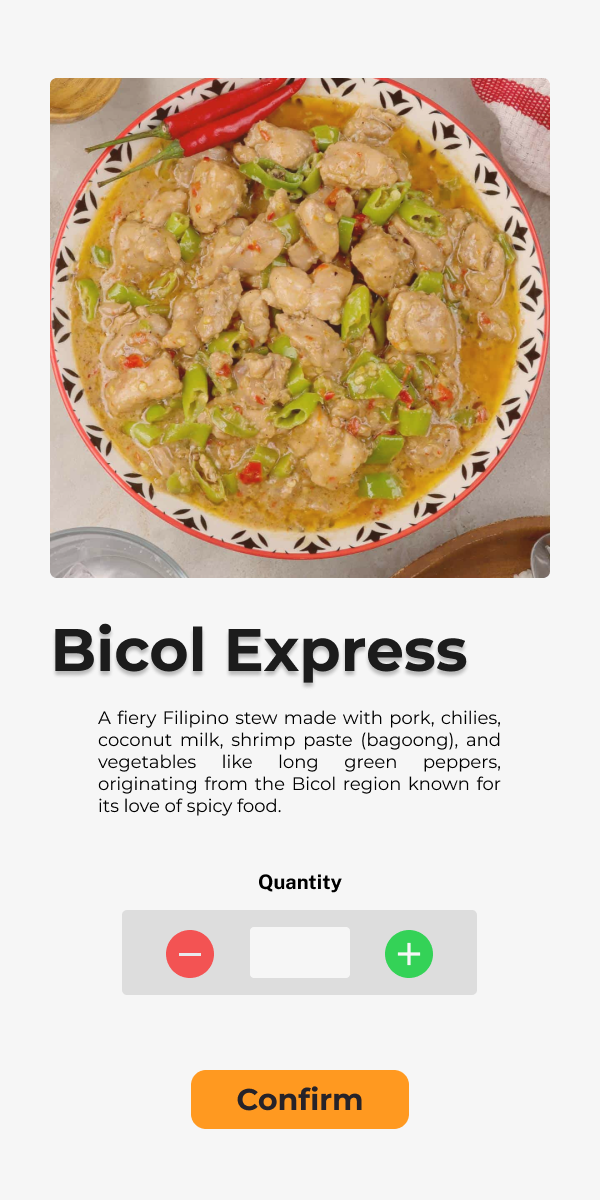 Bicol Express
A fiery Filipino stew made with pork, chilies,
coconut milk, shrimp paste (bagoong), and
vegetables like long green peppers,
originating from the Bicol region known for
its love of spicy food.
Quantity
Confirm